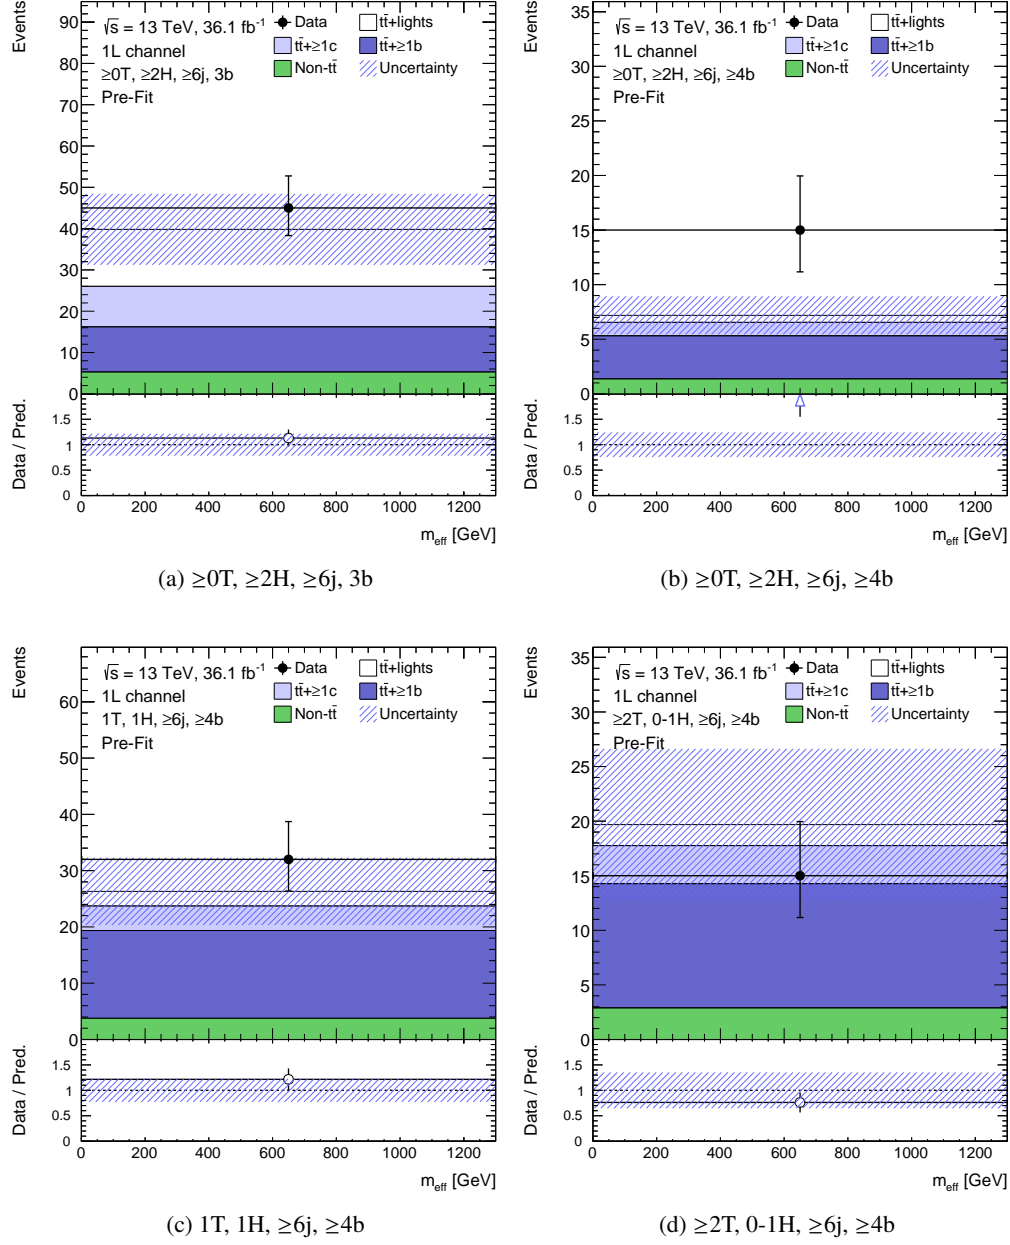 Events
95
90
80
70
60
50
40
30
20
10
0
√s = 13 TeV, 36.1 fb⁻¹
1L channel
≥0T, ≥2H, ≥6j, 3b
Pre-Fit
Data
tt̄+lights
tt̄+≥1c
tt̄+≥1b
Non-tt̄
Uncertainty
Data / Pred.
1.5
1
0.5
0
0 200 400 600 800 1000 1200
m_eff [GeV]
(a) ≥0T, ≥2H, ≥6j, 3b
Events
35
30
25
20
15
10
5
0
√s = 13 TeV, 36.1 fb⁻¹
1L channel
≥0T, ≥2H, ≥6j, ≥4b
Pre-Fit
Data
tt̄+lights
tt̄+≥1c
tt̄+≥1b
Non-tt̄
Uncertainty
Data / Pred.
1.5
1
0.5
0
0 200 400 600 800 1000 1200
m_eff [GeV]
(b) ≥0T, ≥2H, ≥6j, ≥4b
Events
60
50
40
30
20
10
0
√s = 13 TeV, 36.1 fb⁻¹
1L channel
1T, 1H, ≥6j, ≥4b
Pre-Fit
Data
tt̄+lights
tt̄+≥1c
tt̄+≥1b
Non-tt̄
Uncertainty
Data / Pred.
1.5
1
0.5
0
0 200 400 600 800 1000 1200
m_eff [GeV]
(c) 1T, 1H, ≥6j, ≥4b
Events
35
30
25
20
15
10
5
0
√s = 13 TeV, 36.1 fb⁻¹
1L channel
≥2T, 0-1H, ≥6j, ≥4b
Pre-Fit
Data
tt̄+lights
tt̄+≥1c
tt̄+≥1b
Non-tt̄
Uncertainty
Data / Pred.
1.5
1
0.5
0
0 200 400 600 800 1000 1200
m_eff [GeV]
(d) ≥2T, 0-1H, ≥6j, ≥4b